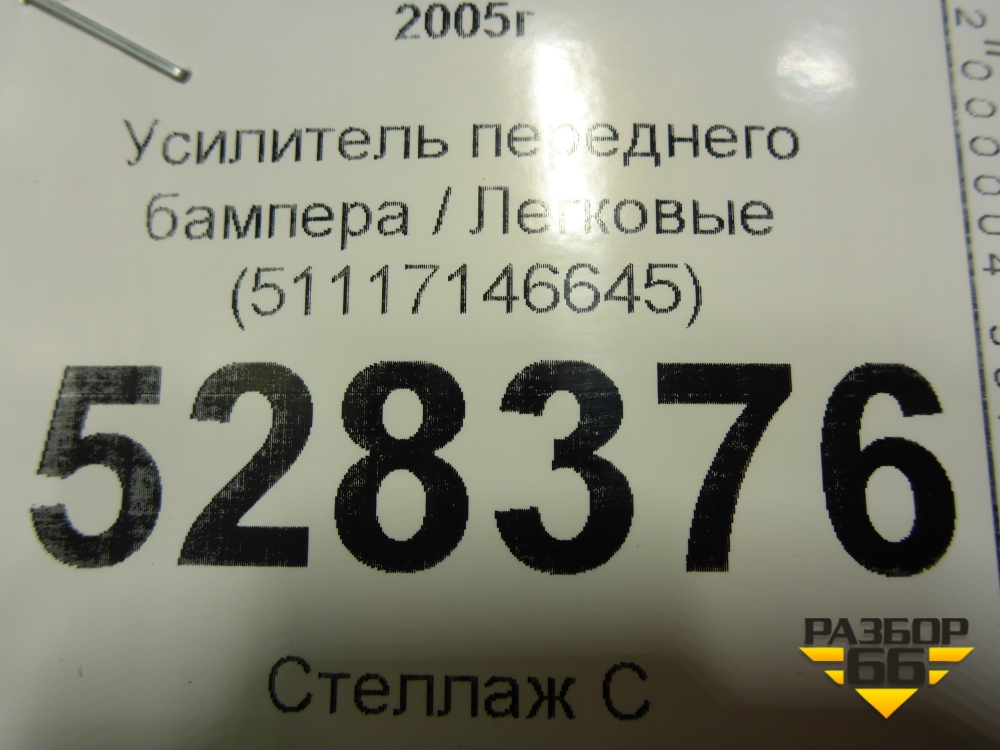 2005г
Усилитель переднего
бампера / Легковые
(51117146645)
528376
Стеллаж С
РАЗБОР
66